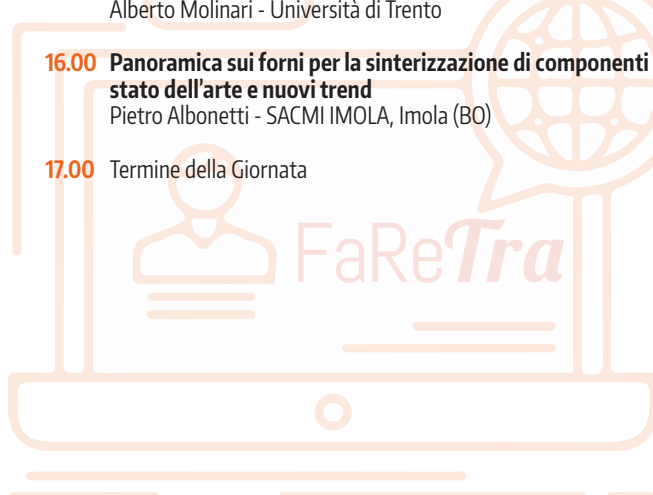 Alberto Molinari - Università di Trento
16.00 Panoramica sui forni per la sinterizzazione di componenti
stato dell'arte e nuovi trend
Pietro Albonetti - SACMI IMOLA, Imola (BO)
17.00 Termine della Giornata
FaReTra